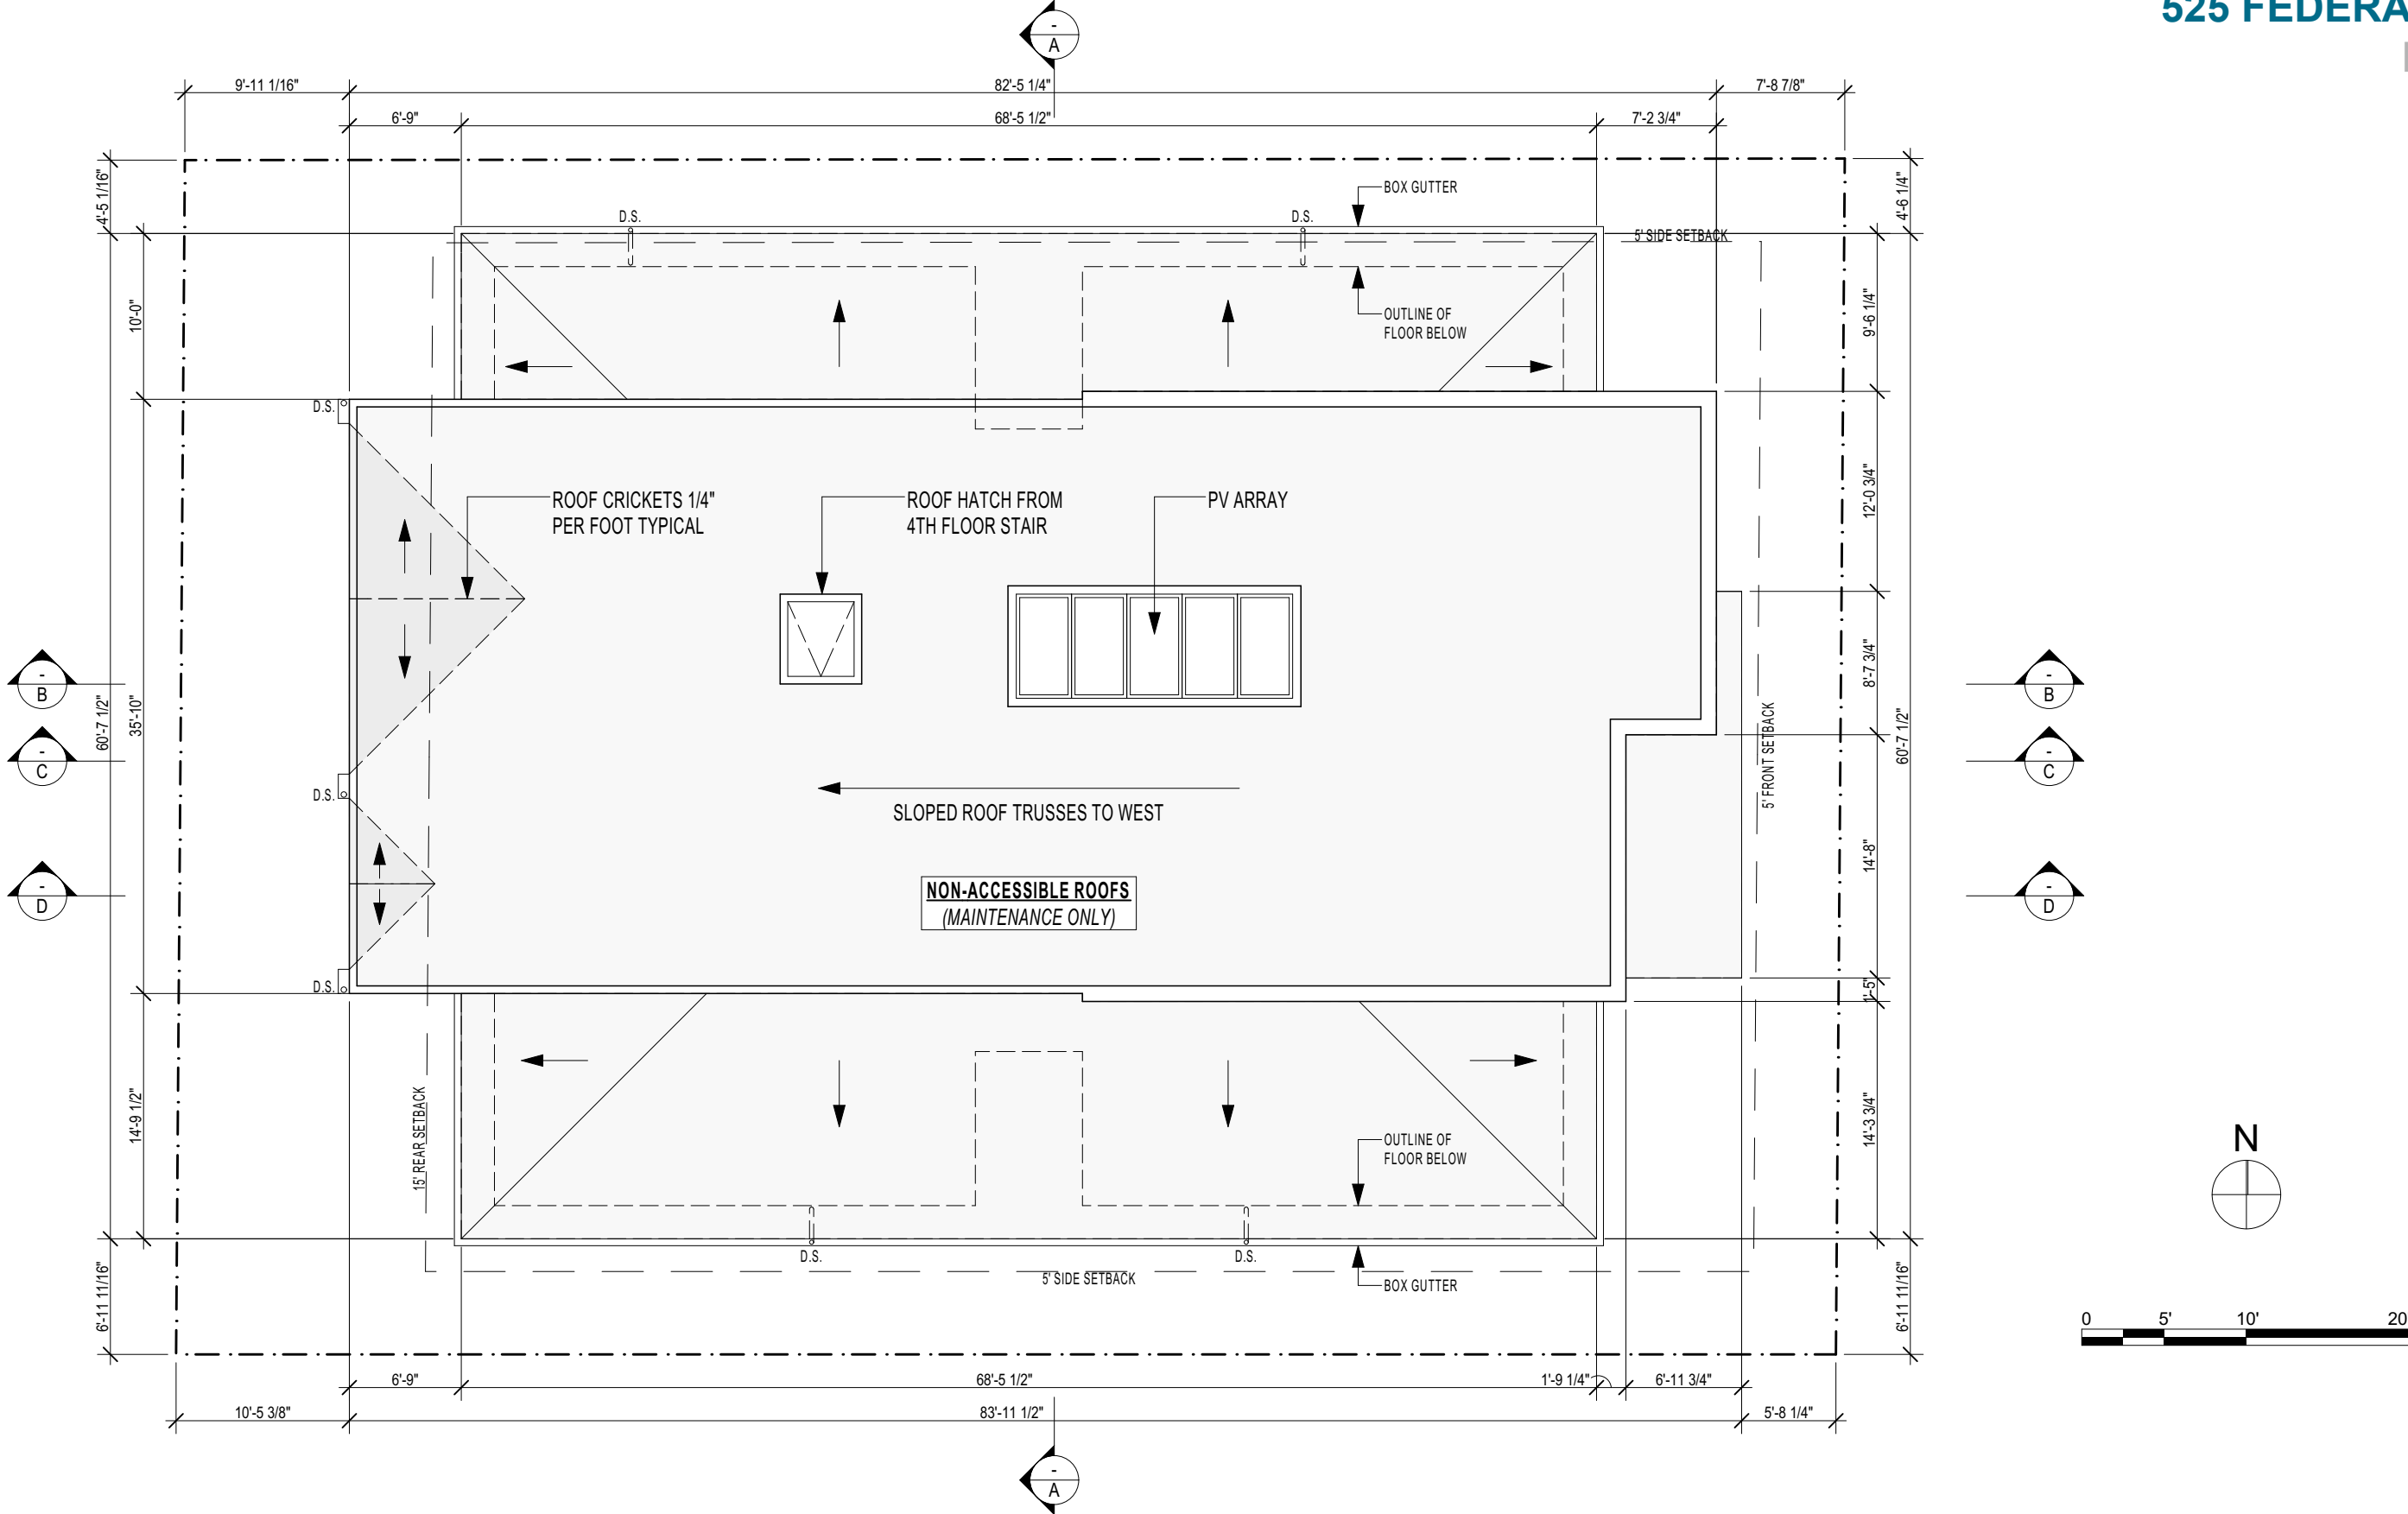 525 FEDERA
-
A
9'-11 1/16"
82'-5 1/4"
7'-8 7/8"
6'-9"
68'-5 1/2"
7'-2 3/4"
4'-5 1/16"
4'-6 1/4"
BOX GUTTER
D.S.
D.S.
5' SIDE SETBACK
10'-0"
9'-6 1/4"
OUTLINE OF
FLOOR BELOW
D.S.
ROOF CRICKETS 1/4"
PER FOOT TYPICAL
ROOF HATCH FROM
4TH FLOOR STAIR
PV ARRAY
12'-0 3/4"
8'-7 3/4"
-
B
-
B
60'-7 1/2"
35'-10"
5' FRONT SETBACK
60'-7 1/2"
-
C
-
C
D.S.
SLOPED ROOF TRUSSES TO WEST
14'-8"
-
D
-
D
NON-ACCESSIBLE ROOFS
(MAINTENANCE ONLY)
D.S.
1'-5"
15' REAR SETBACK
14'-9 1/2"
14'-3 3/4"
OUTLINE OF
FLOOR BELOW
N
D.S.
D.S.
5' SIDE SETBACK
BOX GUTTER
6'-11 11/16"
6'-11 11/16"
0 5' 10' 20
6'-9"
68'-5 1/2"
1'-9 1/4"
6'-11 3/4"
10'-5 3/8"
83'-11 1/2"
5'-8 1/4"
-
A